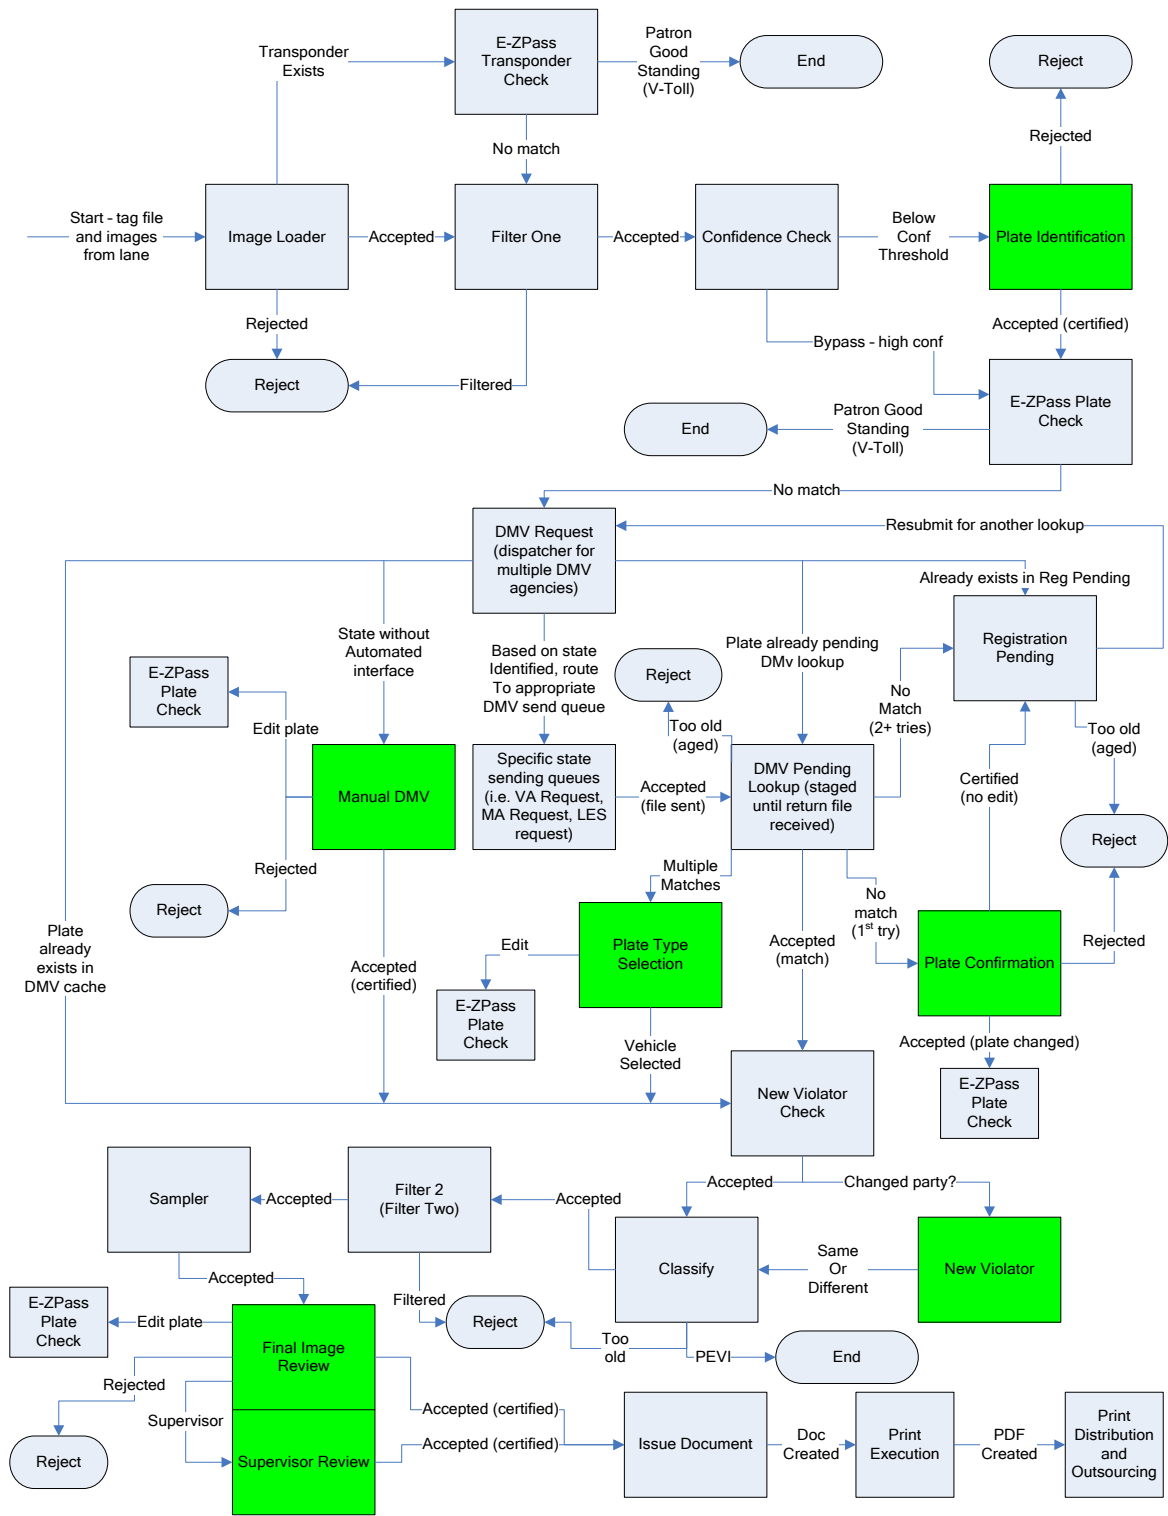 E-ZPass
Transponder
Check
Patron
Good
Standing
(V-Toll)
End
Reject
Transponder
Exists
No match
Rejected
Start - tag file
and images
from lane
Image Loader
Accepted
Filter One
Accepted
Confidence Check
Below
Conf
Threshold
Plate Identification
Rejected
Reject
Filtered
Bypass - high conf
Accepted (certified)
E-ZPass Plate
Check
Patron Good
Standing
(V-Toll)
End
No match
DMV Request
(dispatcher for
multiple DMV
agencies)
Resubmit for another lookup
Already exists in Reg Pending
Registration
Pending
State without
Automated
interface
Based on state
Identified, route
To appropriate
DMV send queue
Plate already pending
DMv lookup
Reject
Too old
(aged)
No
Match
(2+ tries)
E-ZPass
Plate
Check
Edit plate
Manual DMV
Rejected
Reject
Specific state
sending queues
(i.e. VA Request,
MA Request, LES
request)
Accepted
(file sent)
DMV Pending
Lookup (staged
until return file
received)
Certified
(no edit)
Too old
(aged)
Reject
Multiple
Matches
No
match
(1st try)
Plate
already
exists in
DMV cache
Accepted
(certified)
Edit
Plate Type
Selection
Accepted
(match)
Plate Confirmation
Rejected
E-ZPass
Plate
Check
Vehicle
Selected
Accepted (plate changed)
E-ZPass
Plate
Check
New Violator
Check
Sampler
Accepted
Filter 2
(Filter Two)
Accepted
Accepted
Changed party?
Classify
Same
Or
Different
New Violator
Accepted
Filtered
Reject
Too
old
PEVI
End
E-ZPass
Plate
Check
Edit plate
Final Image
Review
Rejected
Supervisor
Reject
Supervisor Review
Accepted (certified)
Accepted (certified)
Issue Document
Doc
Created
Print
Execution
PDF
Created
Print
Distribution
and
Outsourcing